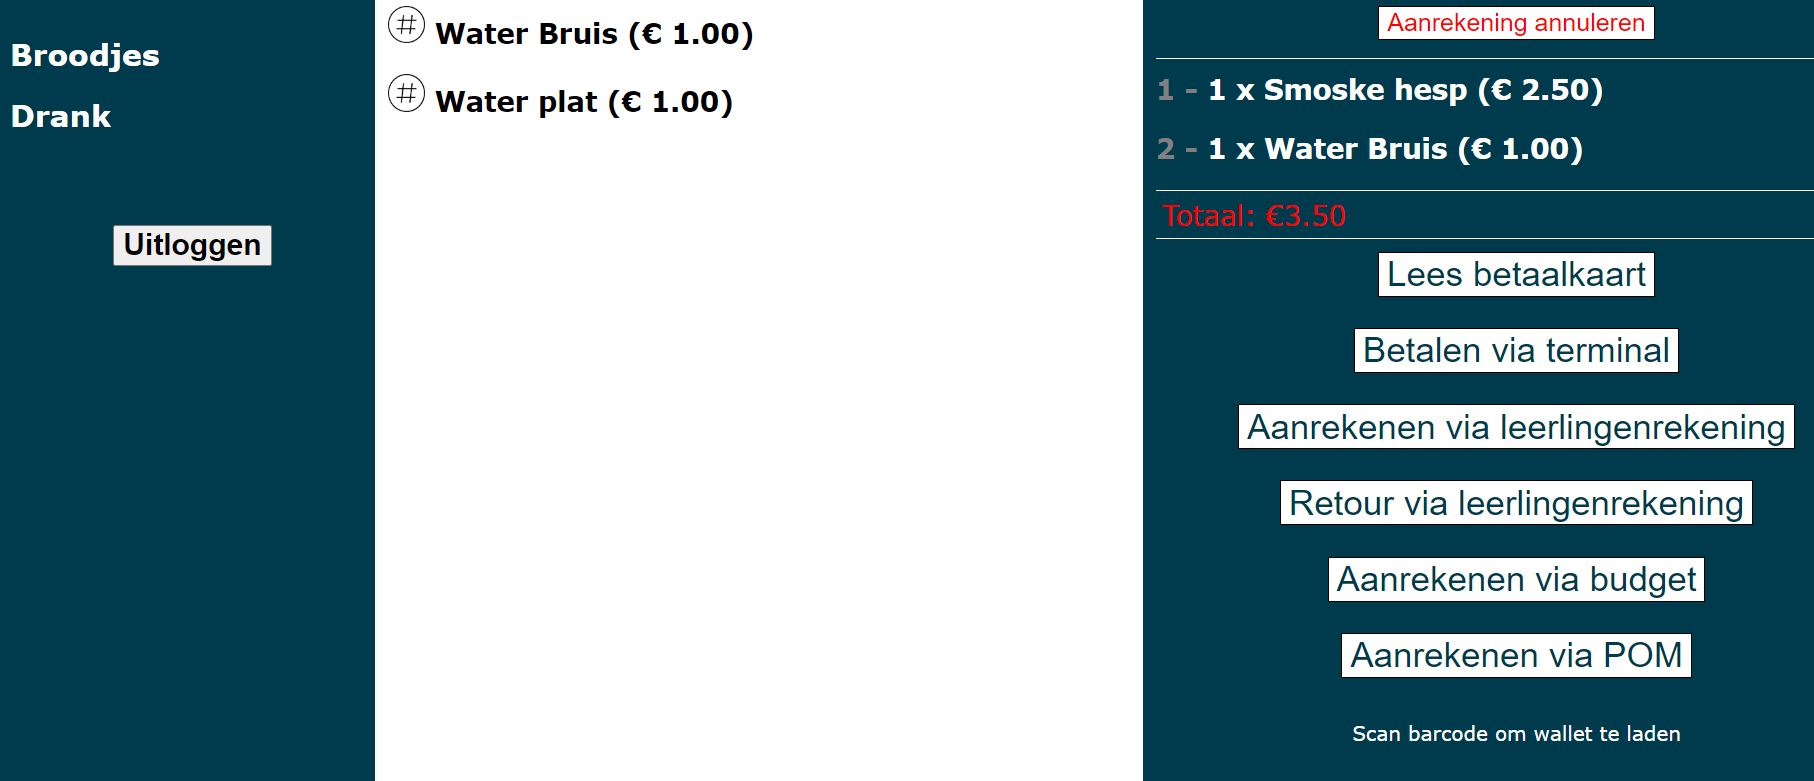 Broodjes
Drank
Uitloggen
# Water Bruis (€ 1.00)
# Water plat (€ 1.00)
Aanrekening annuleren
1 - 1 x Smoske hesp (€ 2.50)
2 - 1 x Water Bruis (€ 1.00)
Totaal: €3.50
Lees betaalkaart
Betalen via terminal
Aanrekenen via leerlingenrekening
Retour via leerlingenrekening
Aanrekenen via budget
Aanrekenen via POM
Scan barcode om wallet te laden